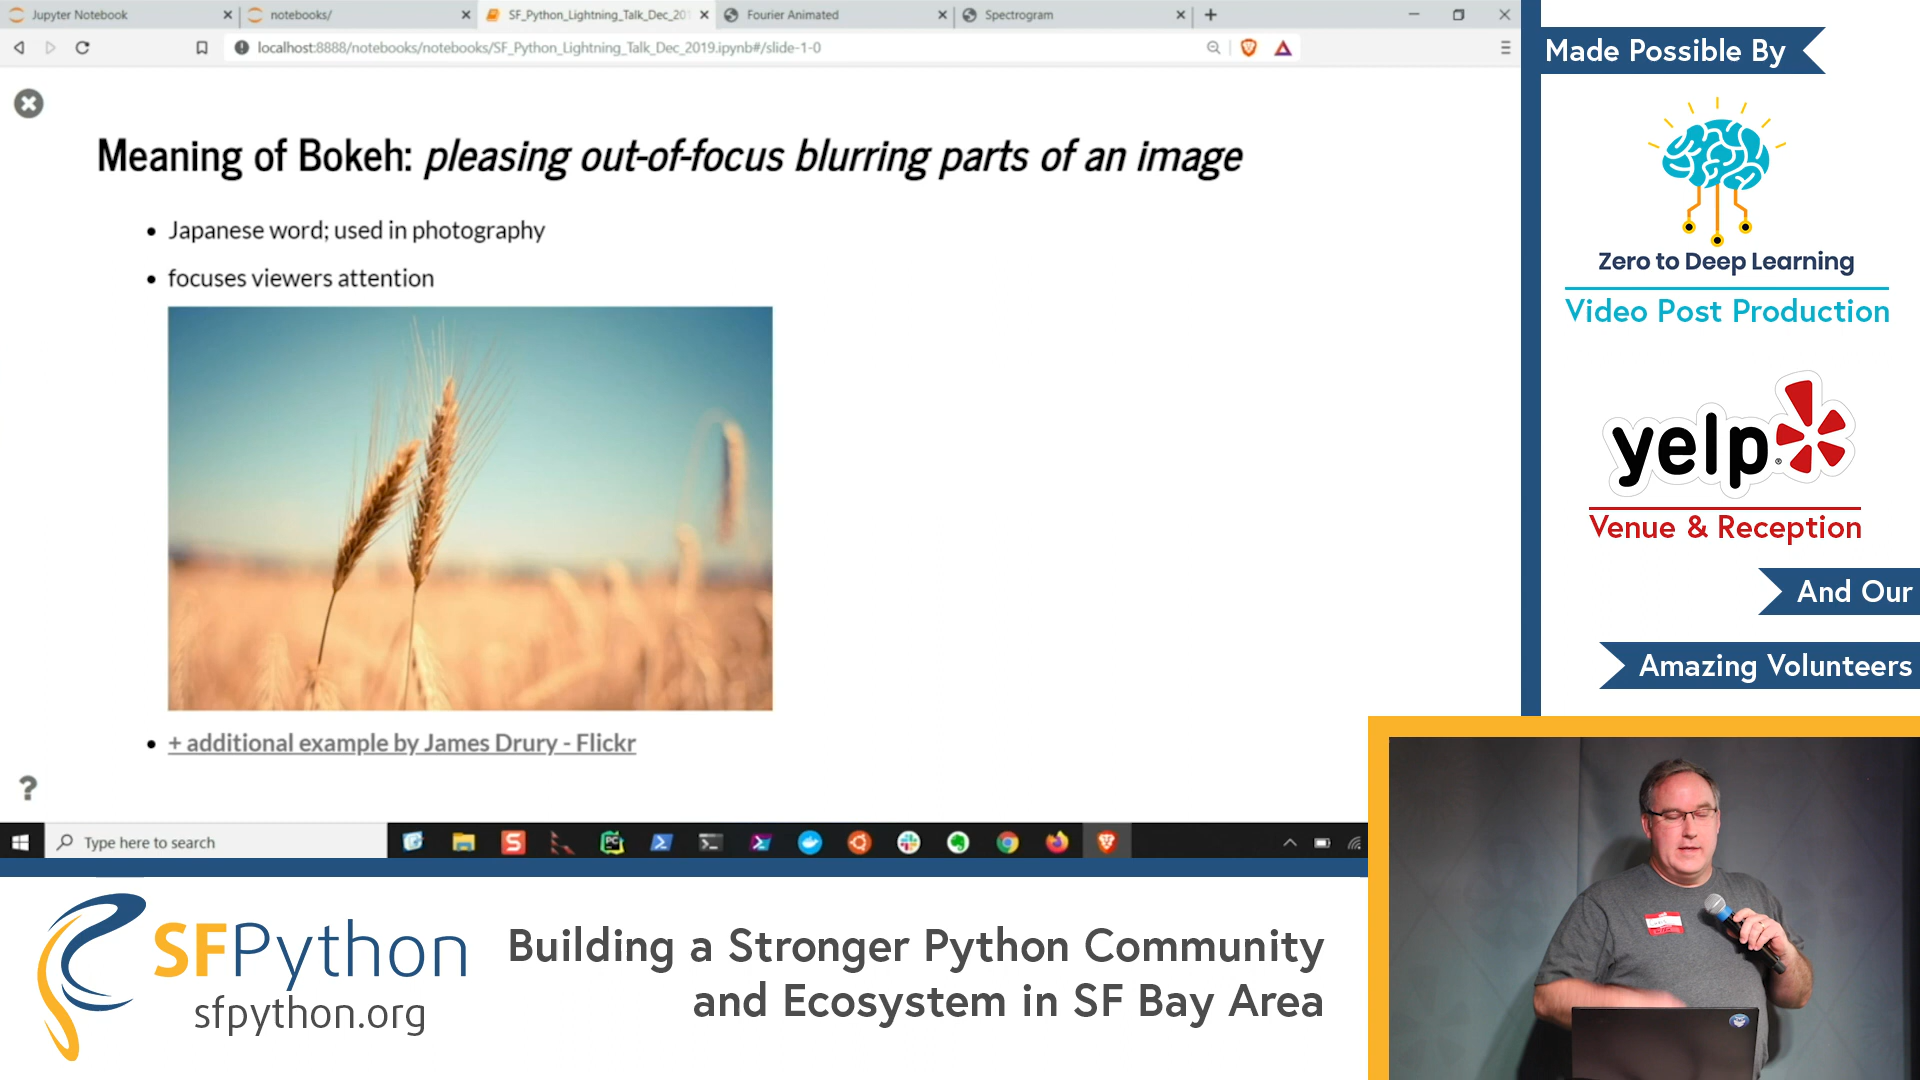 Jupyter Notebook
notebooks/
SF_Python_Lightning_Talk_Dec_201
Fourier Animated
Spectrogram
localhost:8888/notebooks/notebooks/SF_Python_Lightning_Talk_Dec_2019.ipynb#/slide-1-0
Meaning of Bokeh: pleasing out-of-focus blurring parts of an image
• Japanese word; used in photography
• focuses viewers attention
• + additional example by James Drury - Flickr
?
Type here to search
Made Possible By
Zero to Deep Learning
Video Post Production
yelp
Venue & Reception
And Our
Amazing Volunteers
SFPython
sfpython.org
Building a Stronger Python Community
and Ecosystem in SF Bay Area